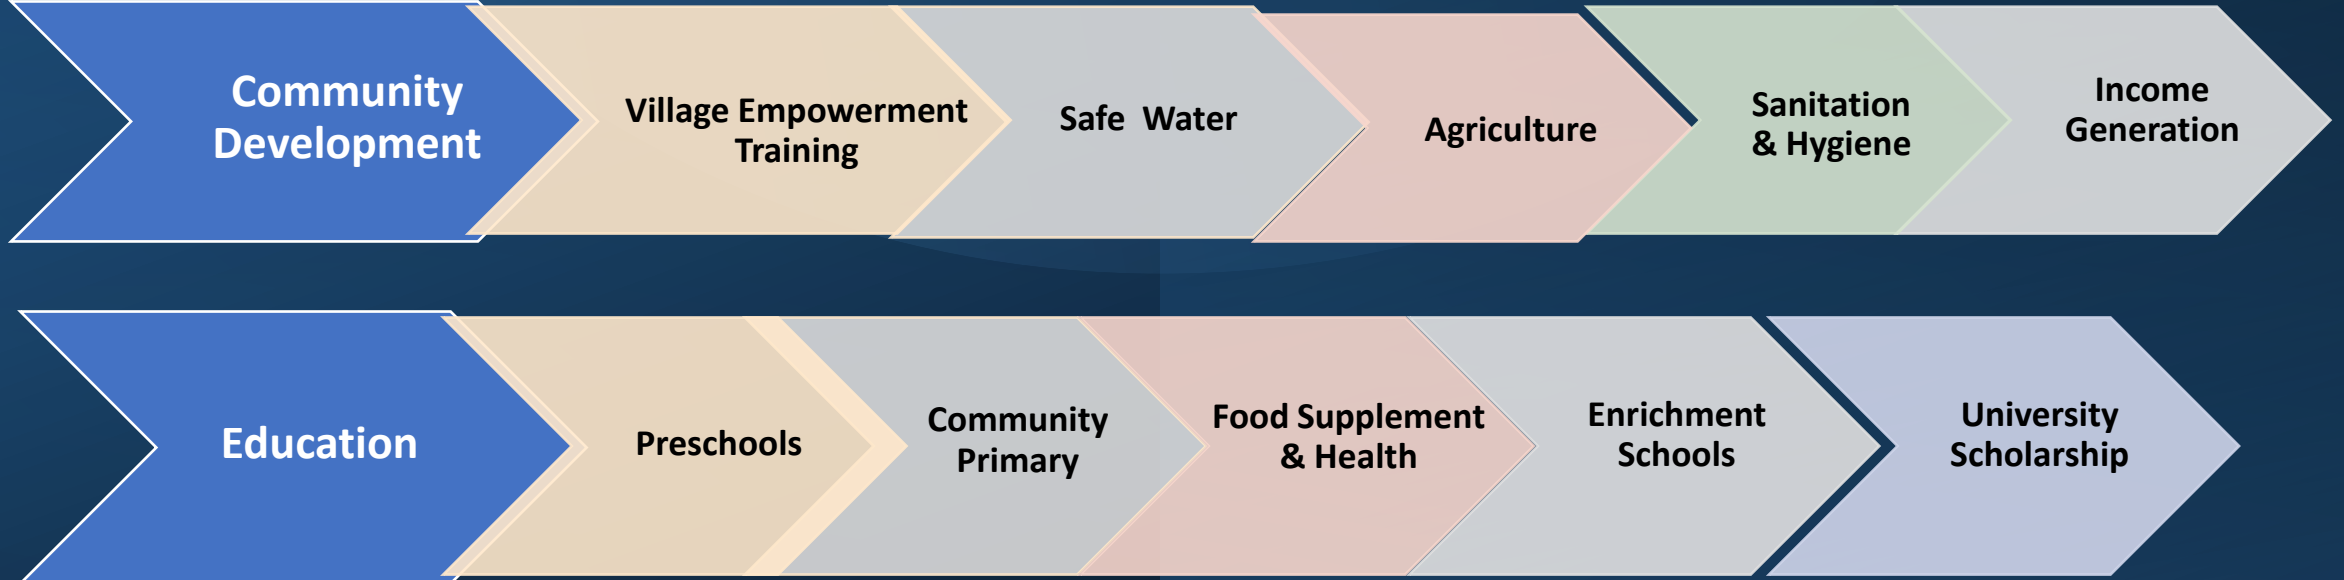 Community
Development
Village Empowerment
Training
Safe  Water
Agriculture
Sanitation
& Hygiene
Income
Generation
Education
Preschools
Community
Primary
Food Supplement
& Health
Enrichment
Schools
University
Scholarship